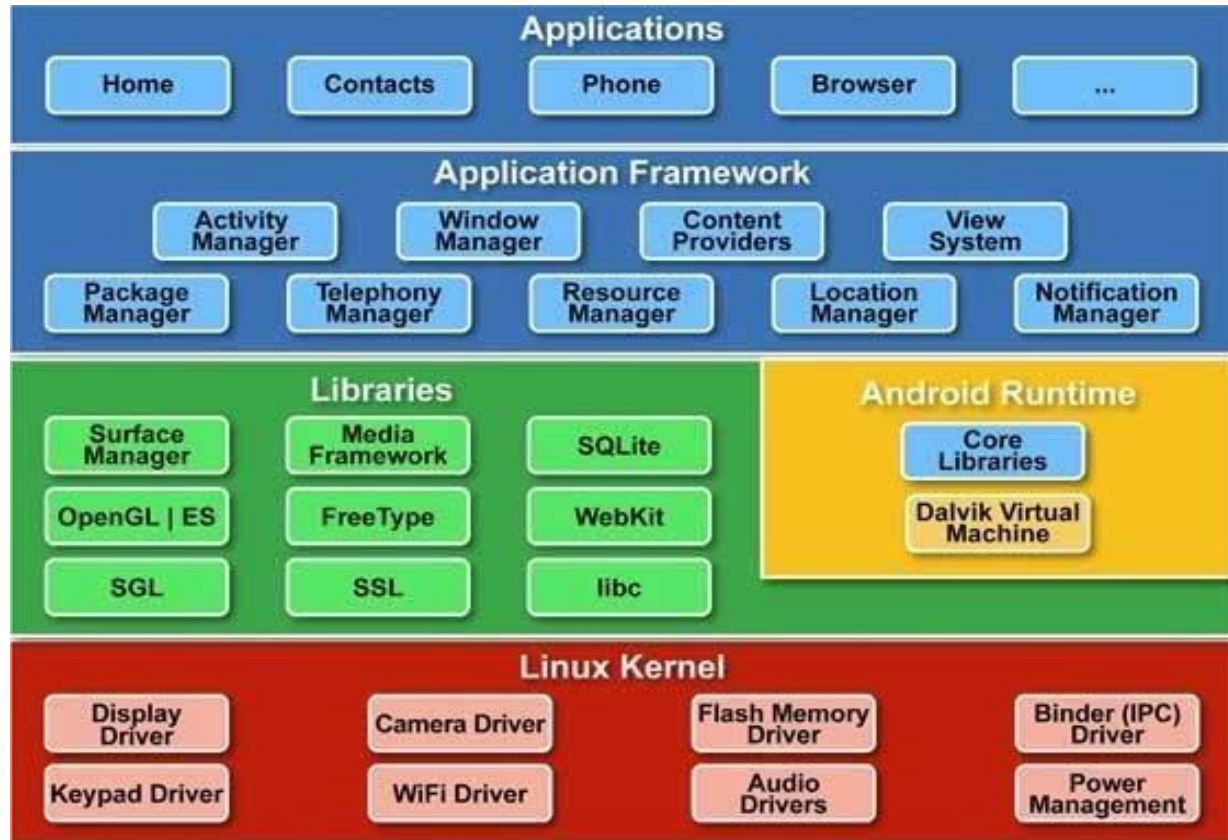 Applications
Home
Contacts
Phone
Browser
...
Application Framework
Activity
Manager
Window
Manager
Content
Providers
View
System
Package
Manager
Telephony
Manager
Resource
Manager
Location
Manager
Notification
Manager
Libraries
Surface
Manager
Media
Framework
SQLite
OpenGL | ES
FreeType
WebKit
SGL
SSL
libc
Android Runtime
Core
Libraries
Dalvik Virtual
Machine
Linux Kernel
Display
Driver
Camera Driver
Flash Memory
Driver
Binder (IPC)
Driver
Keypad Driver
WiFi Driver
Audio
Drivers
Power
Management